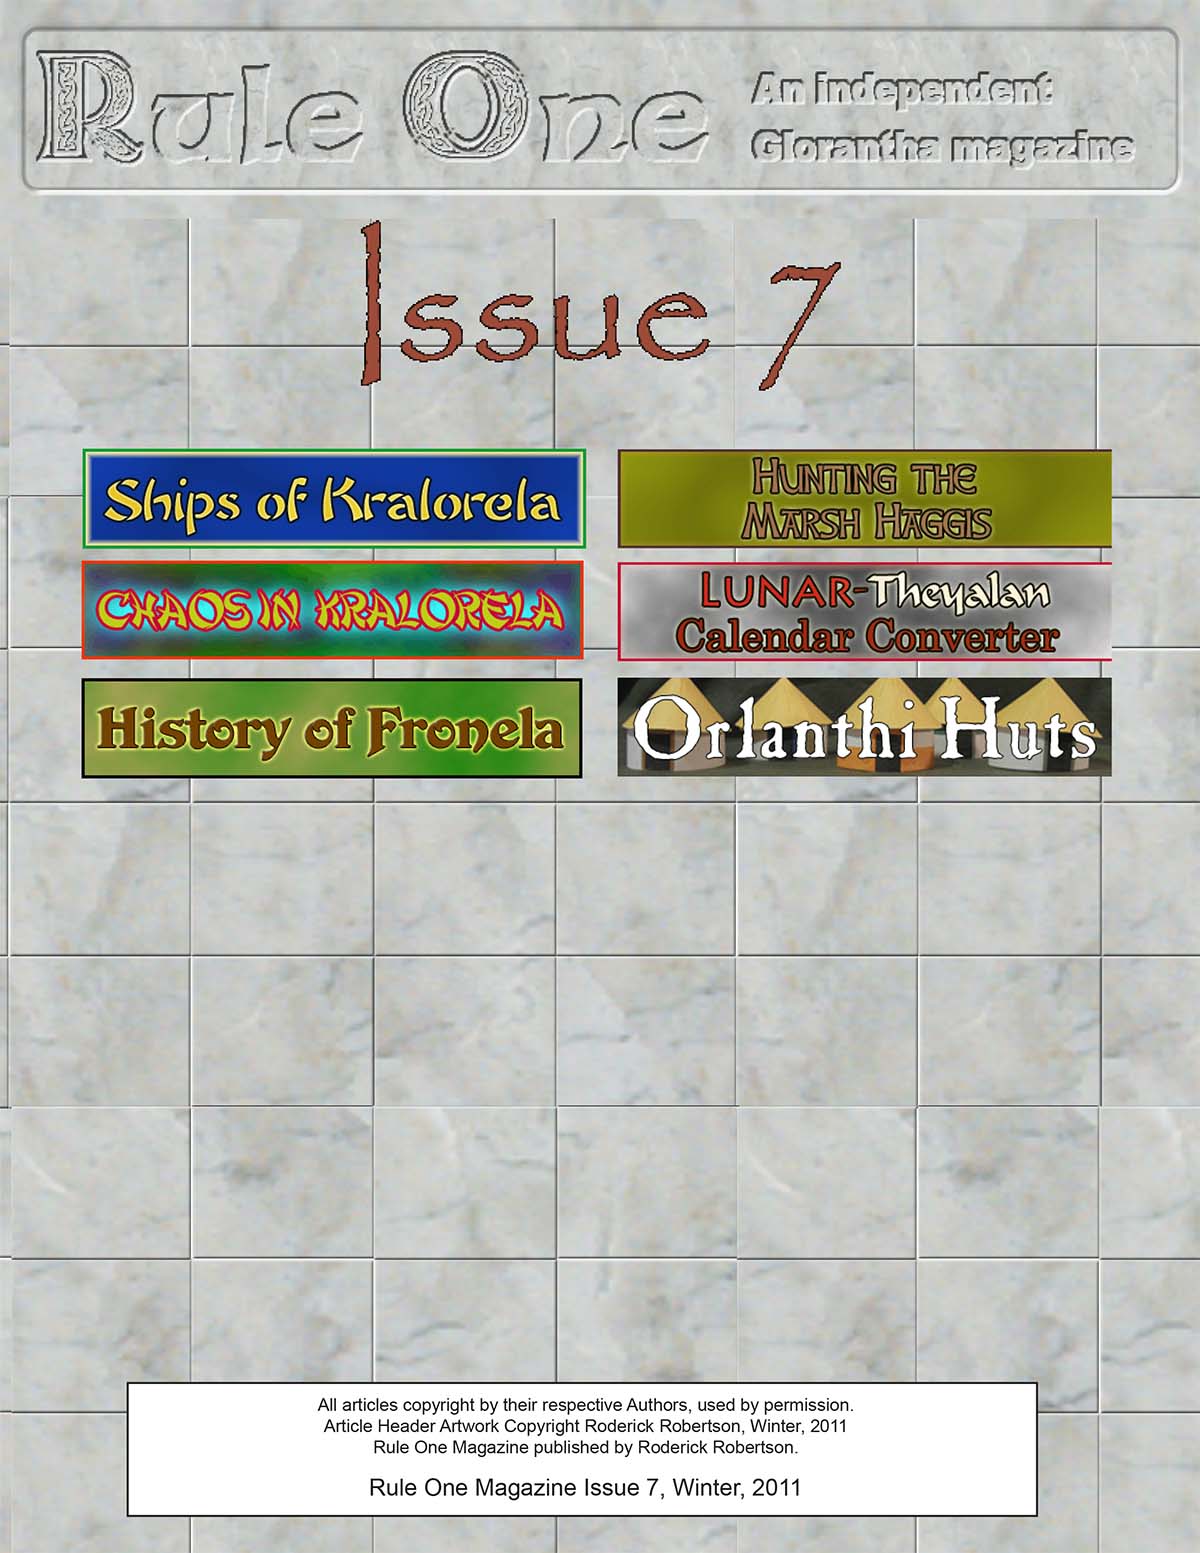 Rule One
An independent
Glorantha magazine
Issue 7
Ships of Kralorela
Chaos in Kralorela
History of Fronela
Hunting the
Marsh Haggis
Lunar-Theyalan
Calendar Converter
Orlanthi Huts
All articles copyright by their respective Authors, used by permission.
Article Header Artwork Copyright Roderick Robertson, Winter, 2011
Rule One Magazine published by Roderick Robertson.
Rule One Magazine Issue 7, Winter, 2011